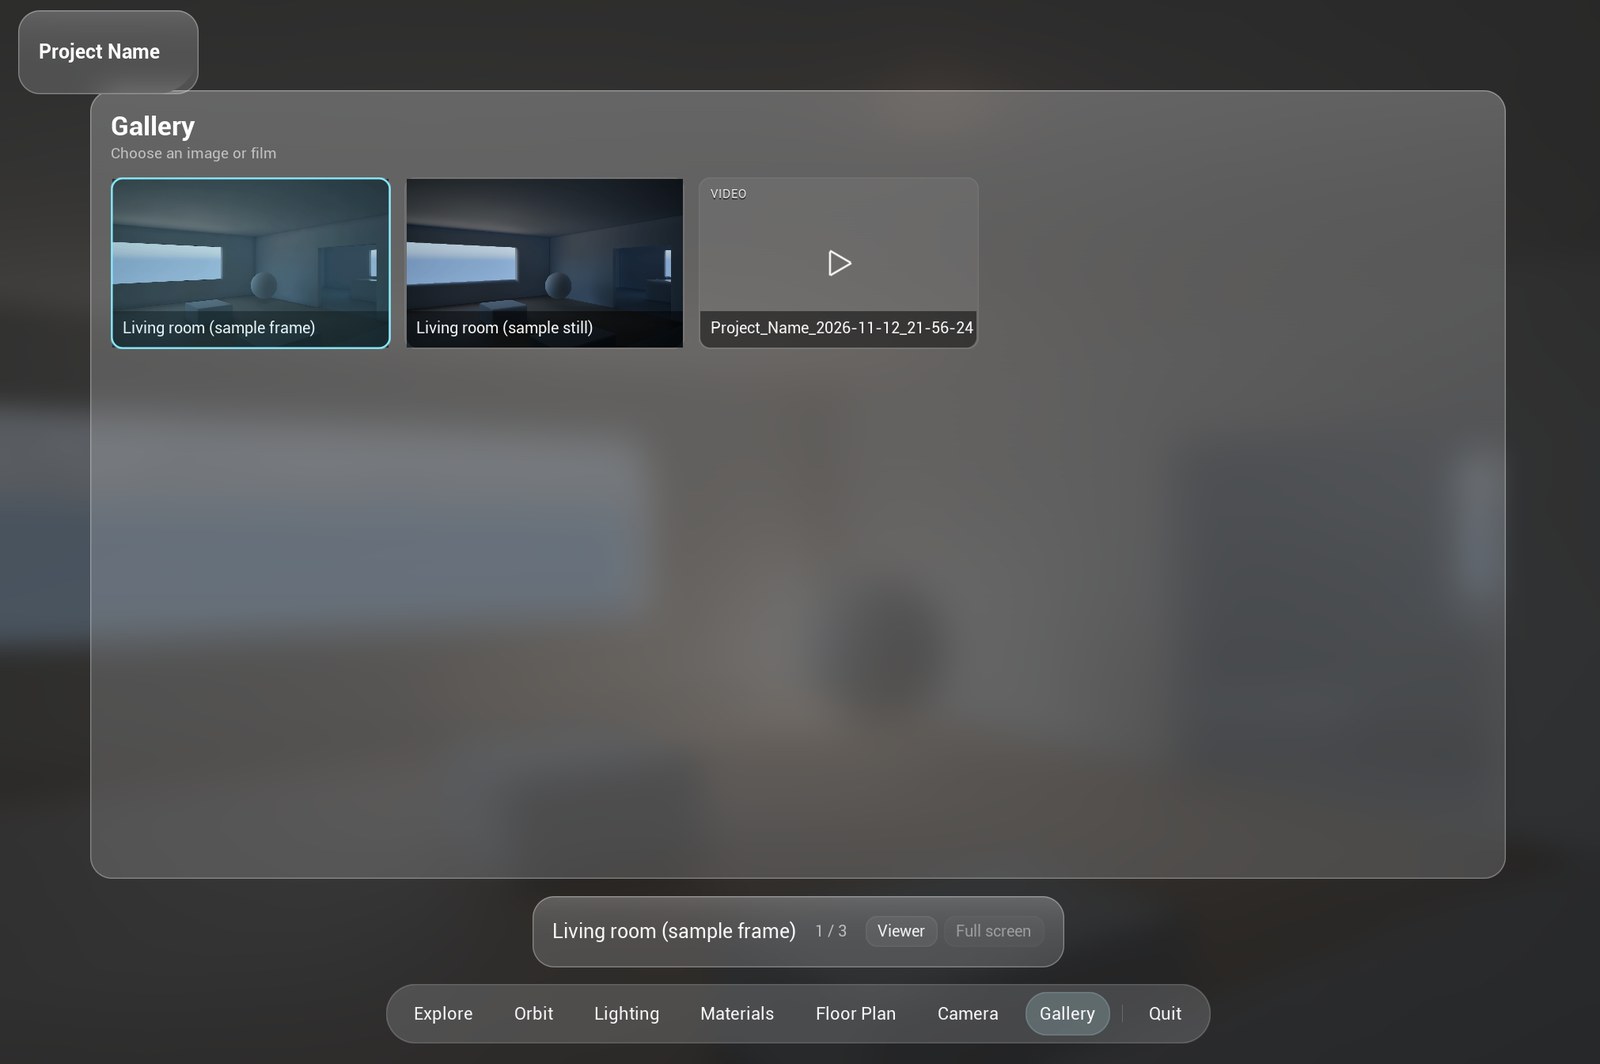 Project Name
Gallery
Choose an image or film
Living room (sample frame)
Living room (sample still)
VIDEO
Project_Name_2026-11-12_21-56-24
Living room (sample frame) 1 / 3 Viewer Full screen
Explore Orbit Lighting Materials Floor Plan Camera Gallery Quit